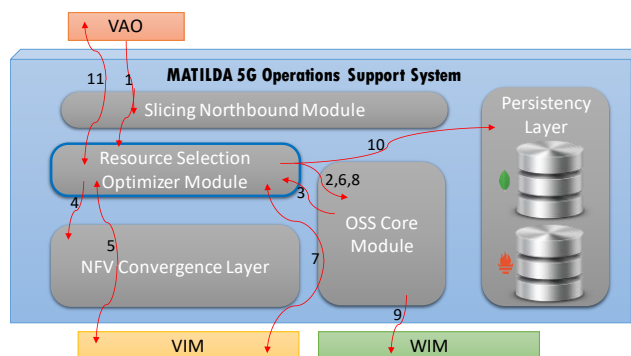 VAO
11
1
MATILDA 5G Operations Support System
Slicing Northbound Module
Persistency
Layer
10
Resource Selection
Optimizer Module
2,6,8
3
4
OSS Core
Module
5
NFV Convergence Layer
7
9
VIM
WIM